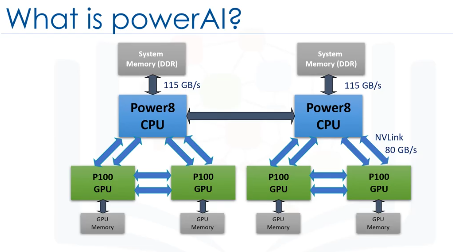 What is powerAI?
System
Memory (DDR)
System
Memory (DDR)
115 GB/s
115 GB/s
Power8
CPU
Power8
CPU
NVLink
80 GB/s
P100
GPU
P100
GPU
P100
GPU
P100
GPU
GPU
Memory
GPU
Memory
GPU
Memory
GPU
Memory